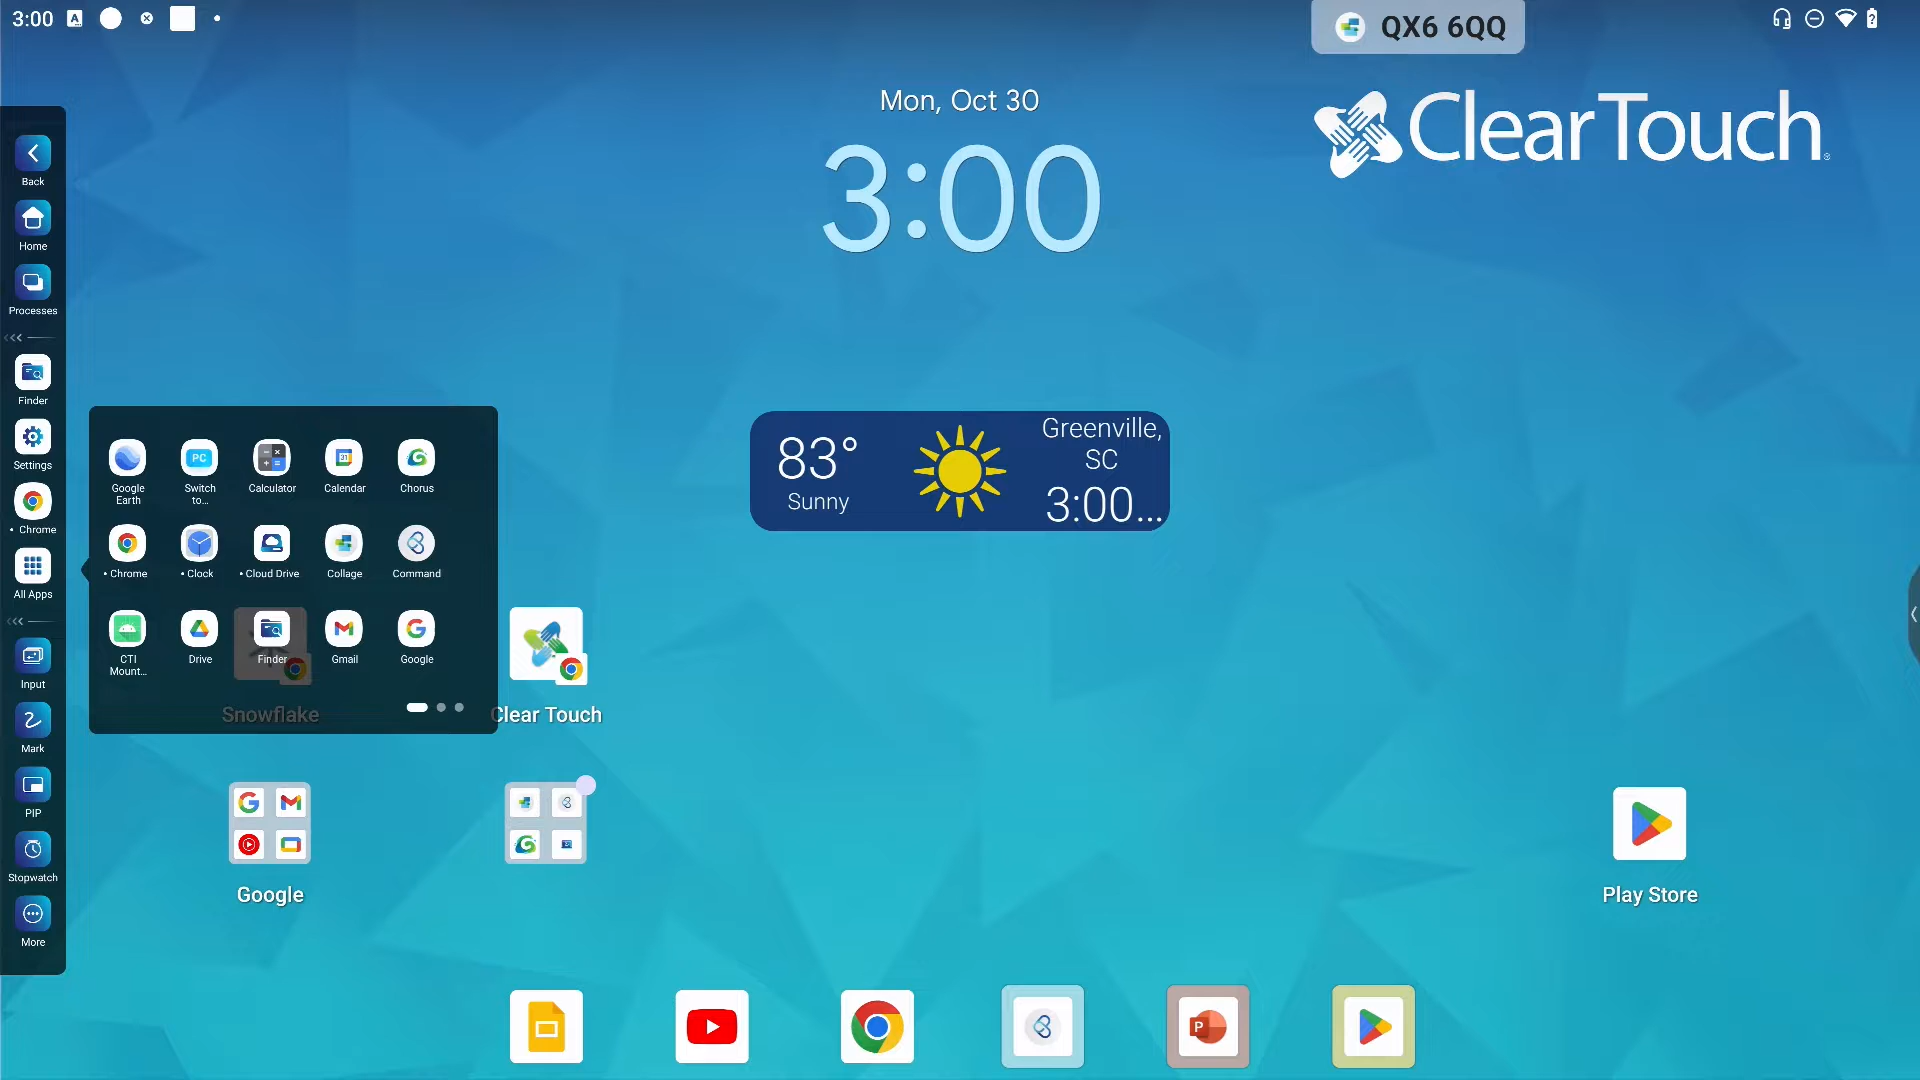 3:00
QX6 6QQ
Mon, Oct 30
3:00
ClearTouch
Back
Home
Processes
Finder
Settings
• Chrome
All Apps
Input
Mark
PIP
Stopwatch
More
Google
Earth
Switch
to...
Calculator
Calendar
Chorus
• Chrome
• Clock
• Cloud Drive
Collage
Command
CTI
Mount...
Drive
Finder
Gmail
Google
Snowflake
Clear Touch
83°
Sunny
Greenville,
SC
3:00...
Google
Play Store
PC
31
P